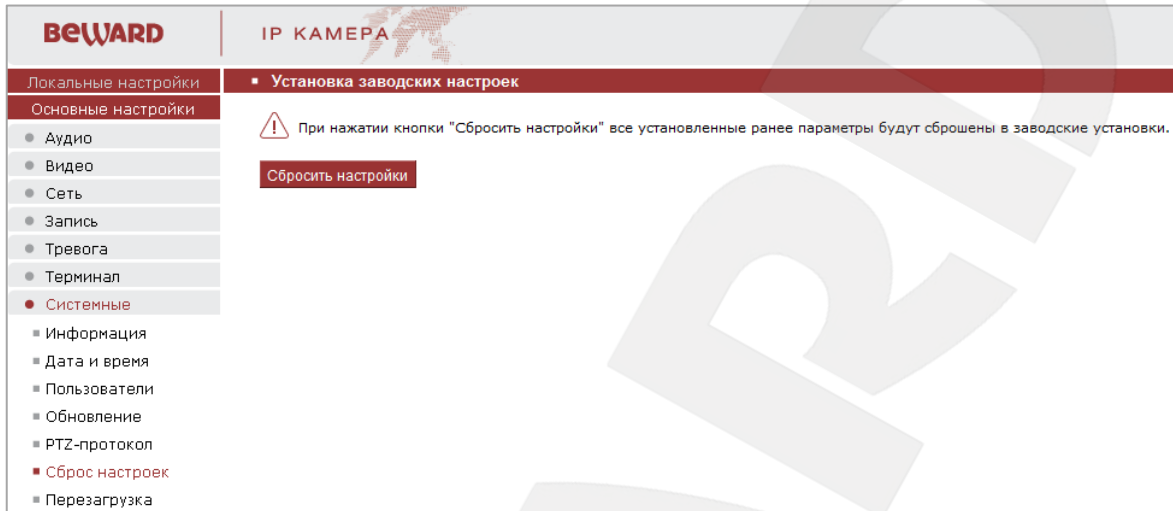 BEWARD
IP КАМЕРА
Локальные настройки
Основные настройки
Аудио
Видео
Сеть
Запись
Тревога
Терминал
Системные
Информация
Дата и время
Пользователи
Обновление
PTZ-протокол
Сброс настроек
Перезагрузка
Установка заводских настроек
При нажатии кнопки "Сбросить настройки" все установленные ранее параметры будут сброшены в заводские установки.
Сбросить настройки
RD